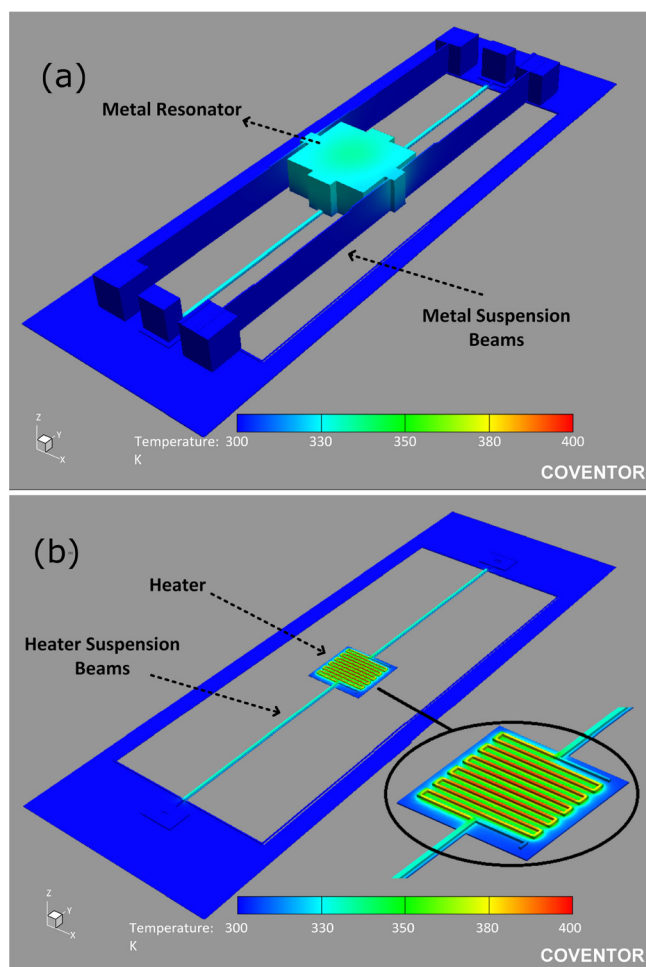 (a)
Metal Resonator
Metal Suspension
Beams
Z
Y
X
Temperature: 300 330 350 380 400
K
COVENTOR
(b)
Heater
Heater Suspension
Beams
Z
Y
X
Temperature: 300 330 350 380 400
K
COVENTOR